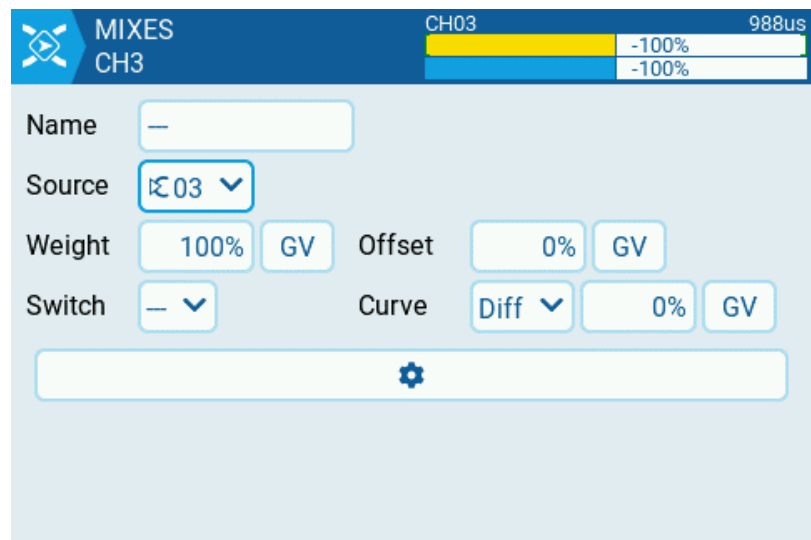 MIXES
CH3
CH03 988us
-100%
-100%
Name ---
Source 03
Weight 100% GV Offset 0% GV
Switch --- Curve Diff 0% GV